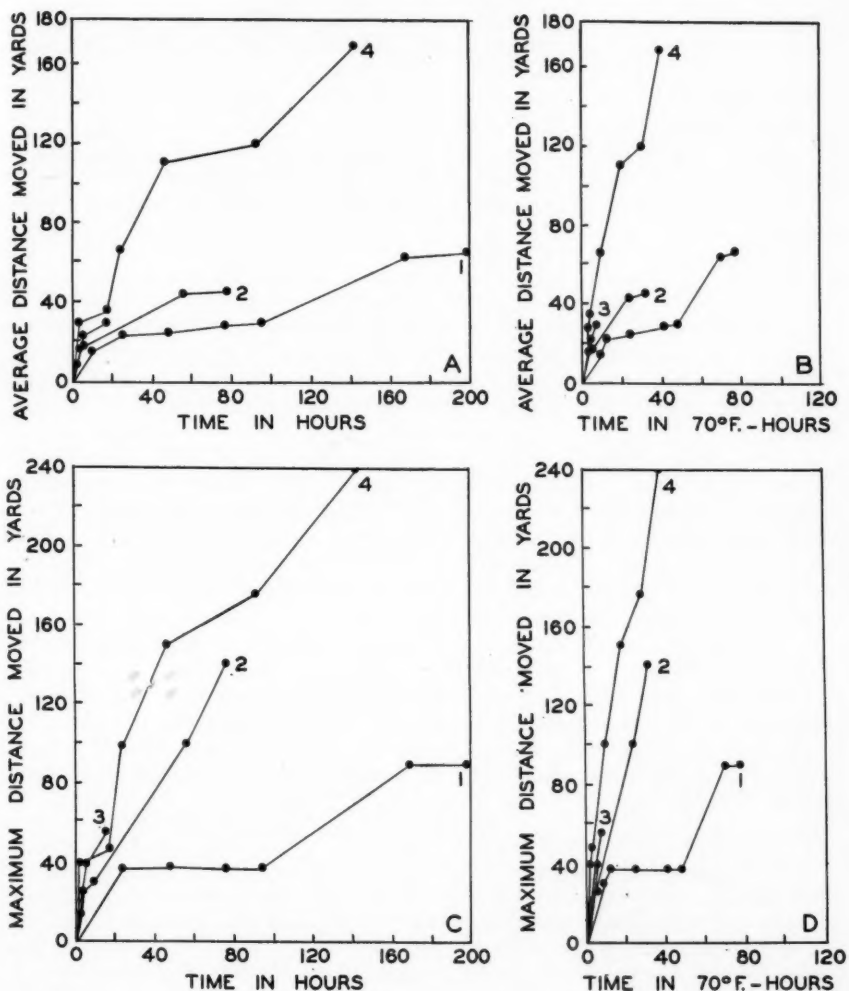 AVERAGE DISTANCE MOVED IN YARDS
180
160
120
80
40
0
4
2
1
A
0 40 80 120 160 200
TIME IN HOURS
AVERAGE DISTANCE MOVED IN YARDS
180
160
120
80
40
0
4
3
2
1
B
0 40 80 120
TIME IN 70°F.-HOURS
MAXIMUM DISTANCE MOVED IN YARDS
240
200
160
120
80
40
0
4
2
3
1
C
0 40 80 120 160 200
TIME IN HOURS
MAXIMUM DISTANCE MOVED IN YARDS
240
200
160
120
80
40
0
4
2
1
3
D
0 40 80 120
TIME IN 70°F.-HOURS